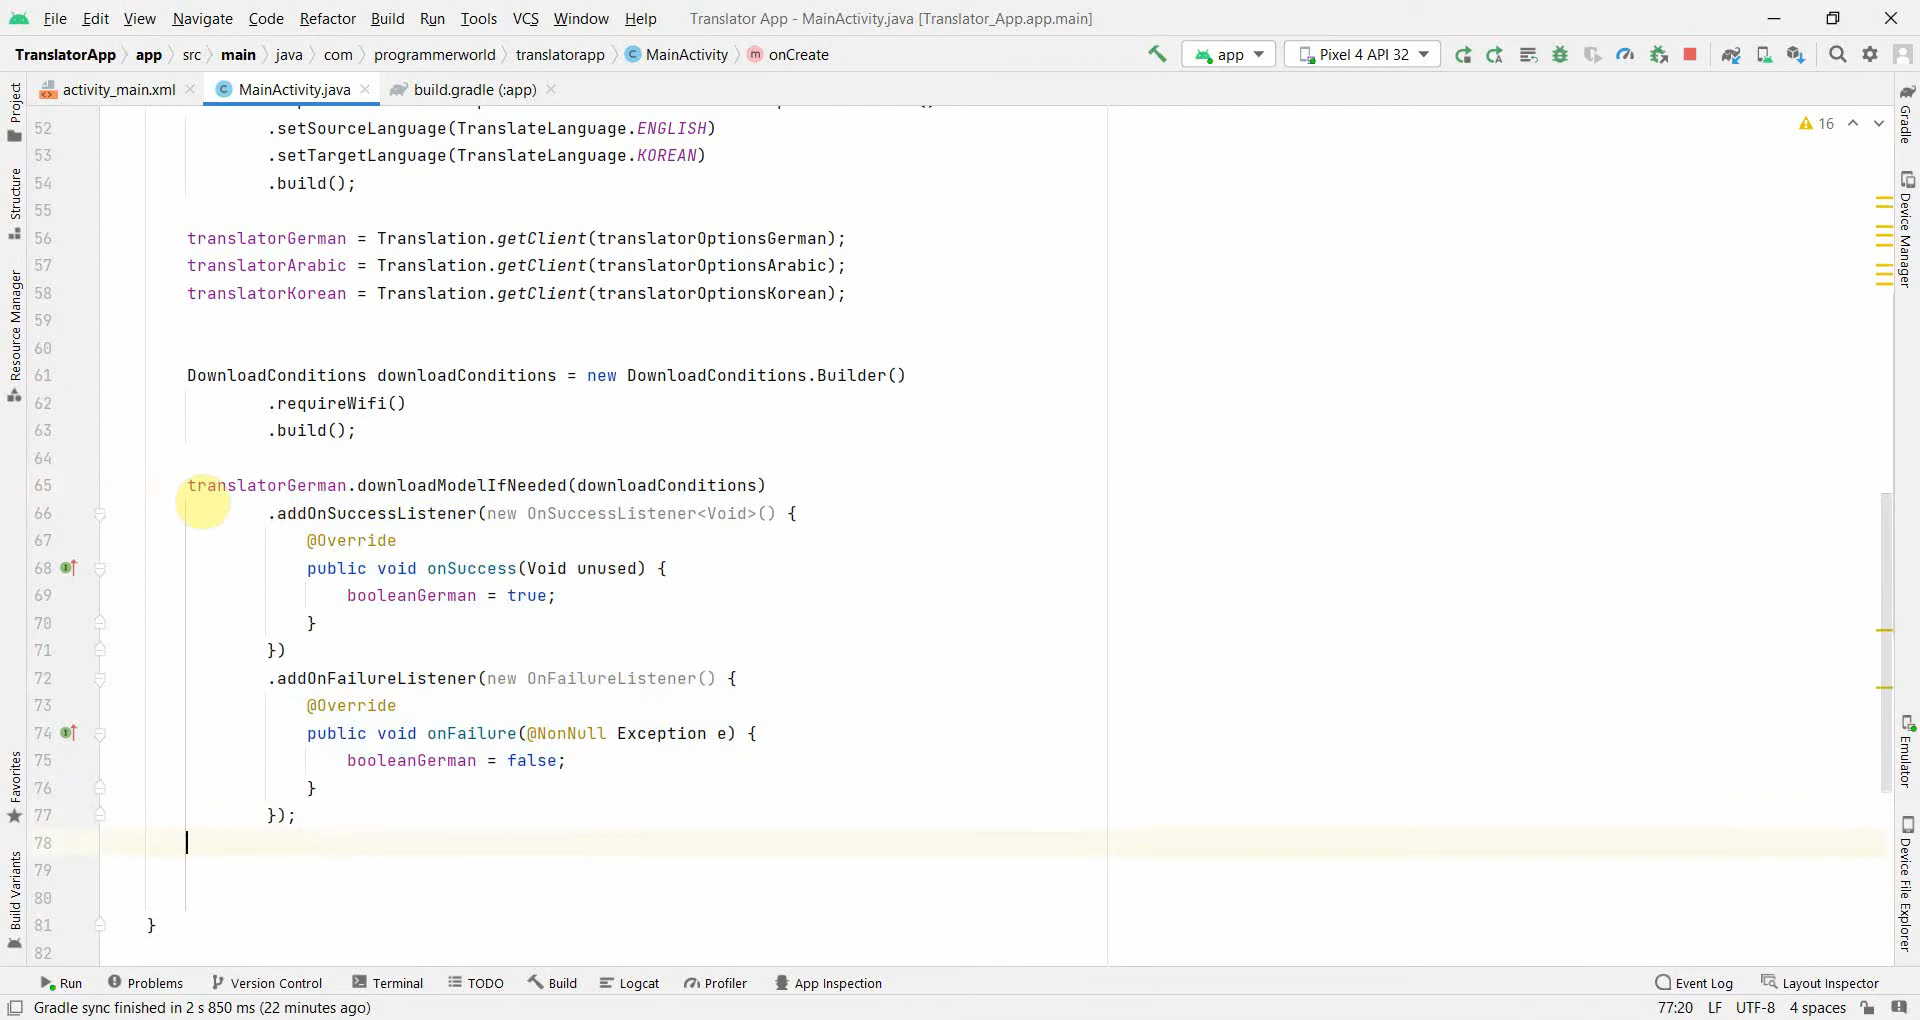 File Edit View Navigate Code Refactor Build Run Tools VCS Window Help Translator App - MainActivity.java [Translator_App.app.main]
TranslatorApp app src main java com programmerworld translatorapp MainActivity onCreate app Pixel 4 API 32
activity_main.xml MainActivity.java build.gradle (:app)
16
52 .setSourceLanguage(TranslateLanguage.ENGLISH)
53 .setTargetLanguage(TranslateLanguage.KOREAN)
54 .build();
55
56 translatorGerman = Translation.getClient(translatorOptionsGerman);
57 translatorArabic = Translation.getClient(translatorOptionsArabic);
58 translatorKorean = Translation.getClient(translatorOptionsKorean);
59
60
61 DownloadConditions downloadConditions = new DownloadConditions.Builder()
62 .requireWifi()
63 .build();
64
65 translatorGerman.downloadModelIfNeeded(downloadConditions)
66 .addOnSuccessListener(new OnSuccessListener<Void>() {
67 @Override
68 public void onSuccess(Void unused) {
69 booleanGerman = true;
70 }
71 })
72 .addOnFailureListener(new OnFailureListener() {
73 @Override
74 public void onFailure(@NonNull Exception e) {
75 booleanGerman = false;
76 }
77 });
78
79
80
81 }
82
Project
Structure
Resource Manager
Favorites
Build Variants
Gradle
Device Manager
Emulator
Device File Explorer
Run Problems Version Control Terminal TODO Build Logcat Profiler App Inspection Event Log Layout Inspector
Gradle sync finished in 2 s 850 ms (22 minutes ago) 77:20 LF UTF-8 4 spaces